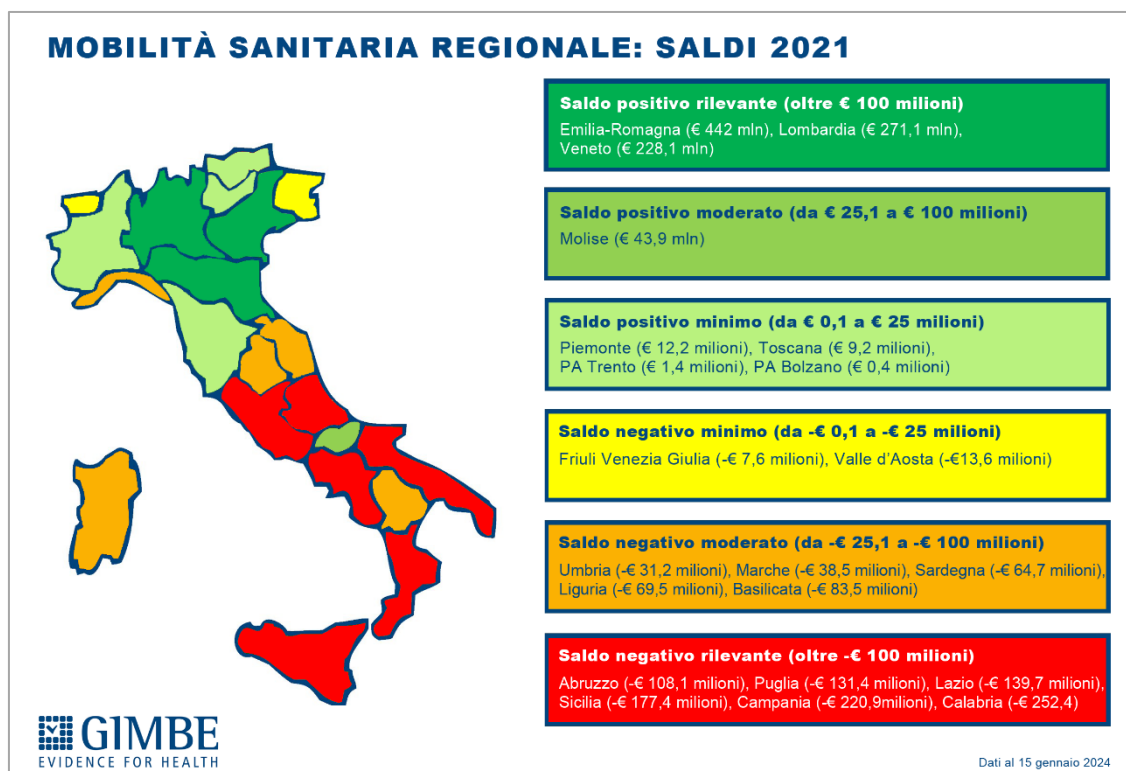 MOBILITÀ SANITARIA REGIONALE: SALDI 2021
Saldo positivo rilevante (oltre € 100 milioni)
Emilia-Romagna (€ 442 mln), Lombardia (€ 271,1 mln),
Veneto (€ 228,1 mln)
Saldo positivo moderato (da € 25,1 a € 100 milioni)
Molise (€ 43,9 mln)
Saldo positivo minimo (da € 0,1 a € 25 milioni)
Piemonte (€ 12,2 milioni), Toscana (€ 9,2 milioni),
PA Trento (€ 1,4 milioni), PA Bolzano (€ 0,4 milioni)
Saldo negativo minimo (da -€ 0,1 a -€ 25 milioni)
Friuli Venezia Giulia (-€ 7,6 milioni), Valle d'Aosta (-€13,6 milioni)
Saldo negativo moderato (da -€ 25,1 a -€ 100 milioni)
Umbria (-€ 31,2 milioni), Marche (-€ 38,5 milioni), Sardegna (-€ 64,7 milioni),
Liguria (-€ 69,5 milioni), Basilicata (-€ 83,5 milioni)
Saldo negativo rilevante (oltre -€ 100 milioni)
Abruzzo (-€ 108,1 milioni), Puglia (-€ 131,4 milioni), Lazio (-€ 139,7 milioni),
Sicilia (-€ 177,4 milioni), Campania (-€ 220,9milioni), Calabria (-€ 252,4)
GIMBE
EVIDENCE FOR HEALTH
Dati al 15 gennaio 2024